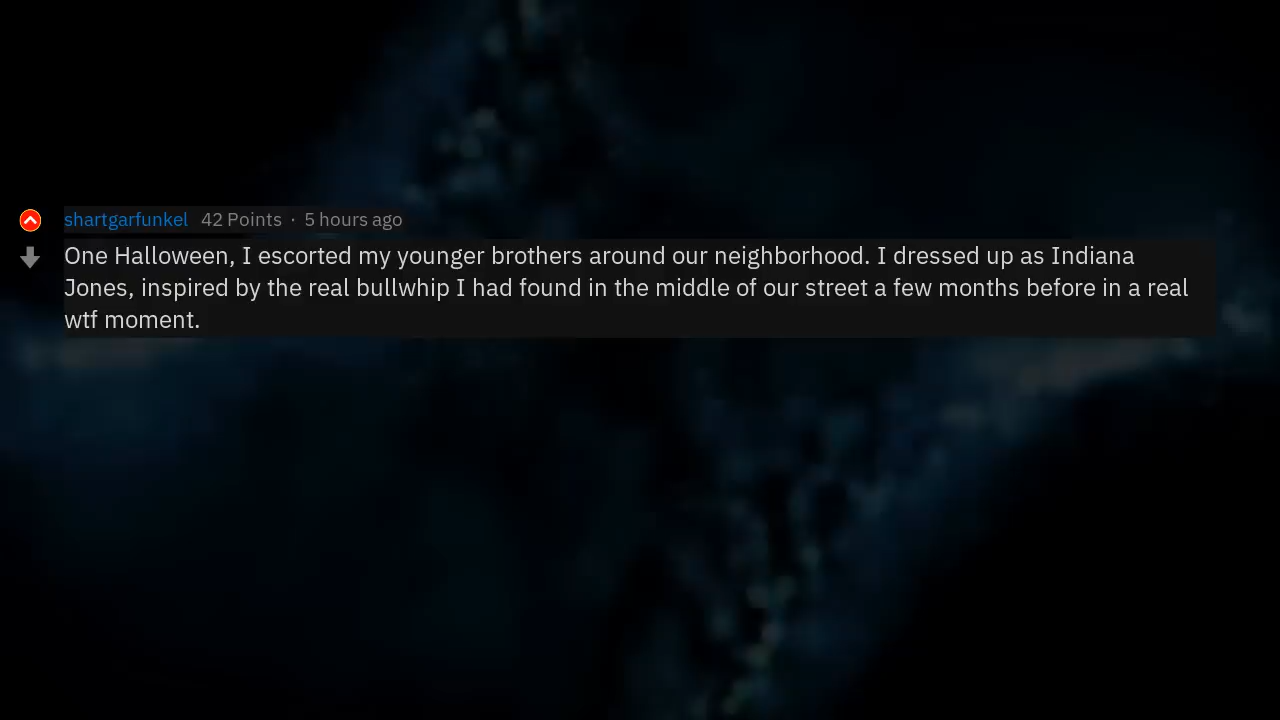 shartgarfunkel 42 Points · 5 hours ago
One Halloween, I escorted my younger brothers around our neighborhood. I dressed up as Indiana
Jones, inspired by the real bullwhip I had found in the middle of our street a few months before in a real
wtf moment.